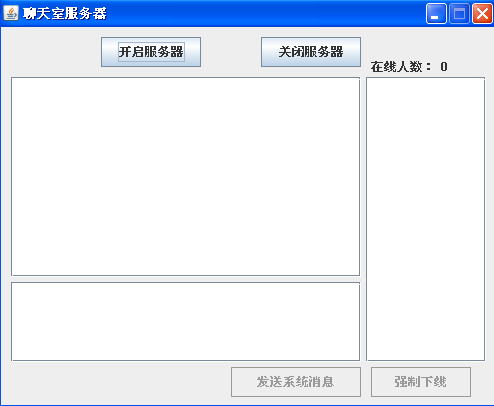 聊天室服务器
开启服务器
关闭服务器
在线人数： 0
发送系统消息
强制下线